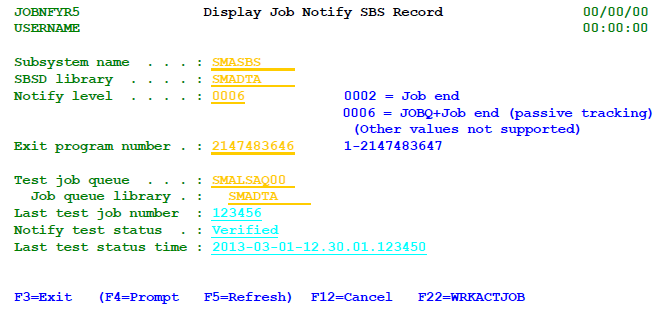 JOBNFYR5 Display Job Notify SBS Record 00/00/00
USERNAME 00:00:00
Subsystem name . . . : SMASBS
SBSD library . . . . : SMADTA
Notify level . . . . : 0006 0002 = Job end
0006 = JOBQ+Job end (passive tracking)
(Other values not supported)
Exit program number . : 2147483646 1-2147483647
Test job queue . . . : SMALSAQ00
Job queue library . : SMADTA
Last test job number : 123456
Notify test status . : Verified
Last test status time : 2013-03-01-12.30.01.123450
F3=Exit (F4=Prompt F5=Refresh) F12=Cancel F22=WRKACTJOB